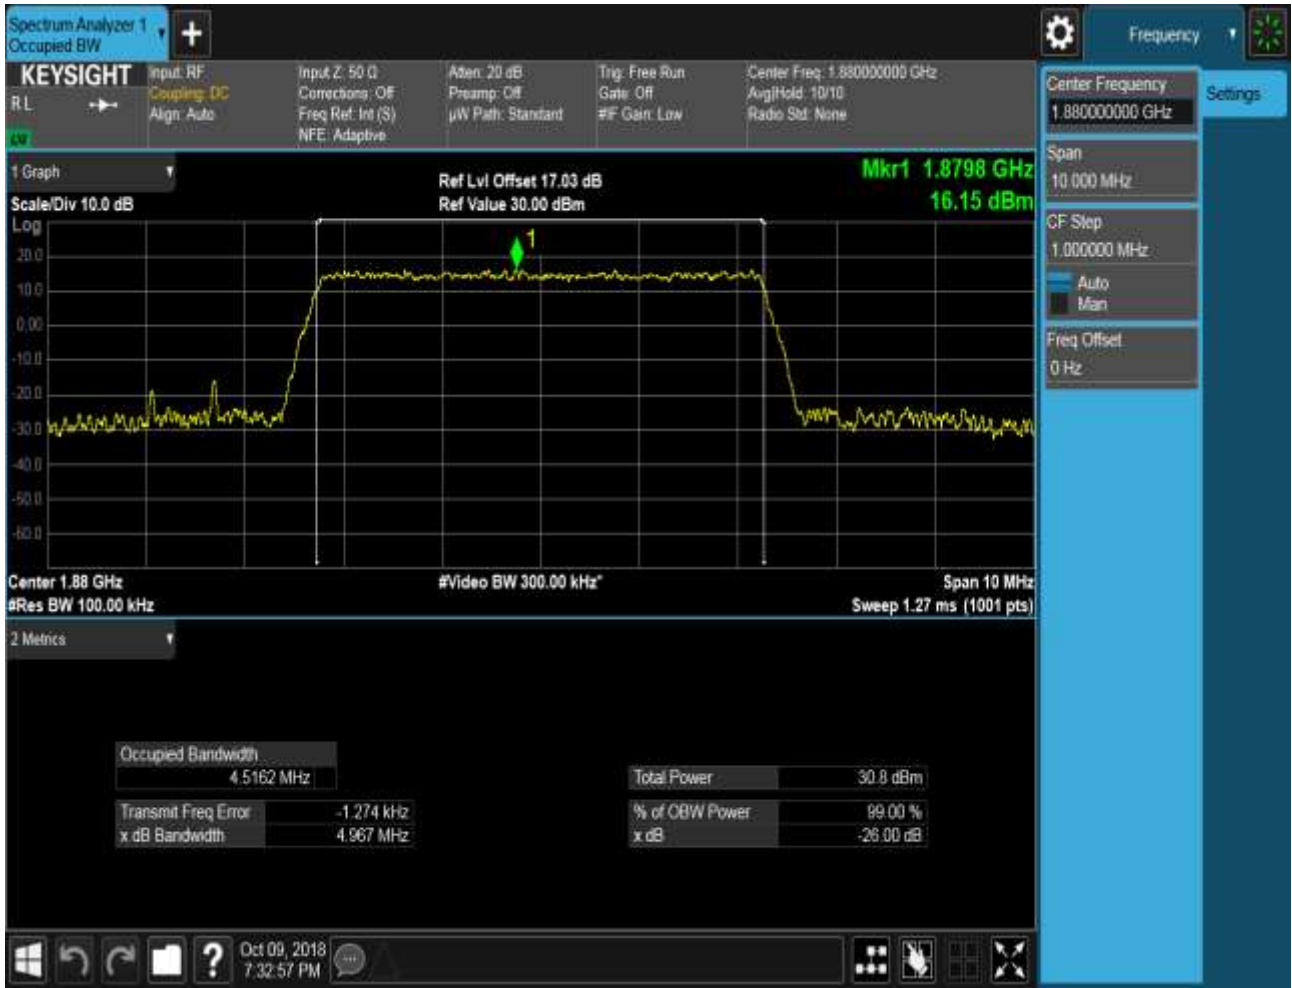 Spectrum Analyzer 1
Occupied BW
Frequency
KEYSIGHT
RL
Input: RF
Coupling: DC
Align: Auto
Input Z: 50 Ω
Corrections: Off
Freq Ref: Int (S)
NFE: Adaptive
Atten: 20 dB
Preamp: Off
µW Path: Standard
Trig: Free Run
Gate: Off
#IF Gain: Low
Center Freq: 1.880000000 GHz
Avg|Hold: 10/10
Radio Std: None
Center Frequency
1.880000000 GHz
Settings
Span
10.000 MHz
CF Step
1.000000 MHz
Auto
Man
Freq Offset
0 Hz
1 Graph
Scale/Div 10.0 dB
Ref Lvl Offset 17.03 dB
Ref Value 30.00 dBm
Mkr1 1.8798 GHz
16.15 dBm
Log
20.0
10.0
0.00
-10.0
-20.0
-30.0
-40.0
-50.0
-60.0
1
Center 1.88 GHz
#Res BW 100.00 kHz
#Video BW 300.00 kHz*
Span 10 MHz
Sweep 1.27 ms (1001 pts)
2 Metrics
Occupied Bandwidth
4.5162 MHz
Transmit Freq Error -1.274 kHz
x dB Bandwidth 4.967 MHz
Total Power 30.8 dBm
% of OBW Power 99.00 %
x dB -26.00 dB
?
Oct 09, 2018
7:32:57 PM